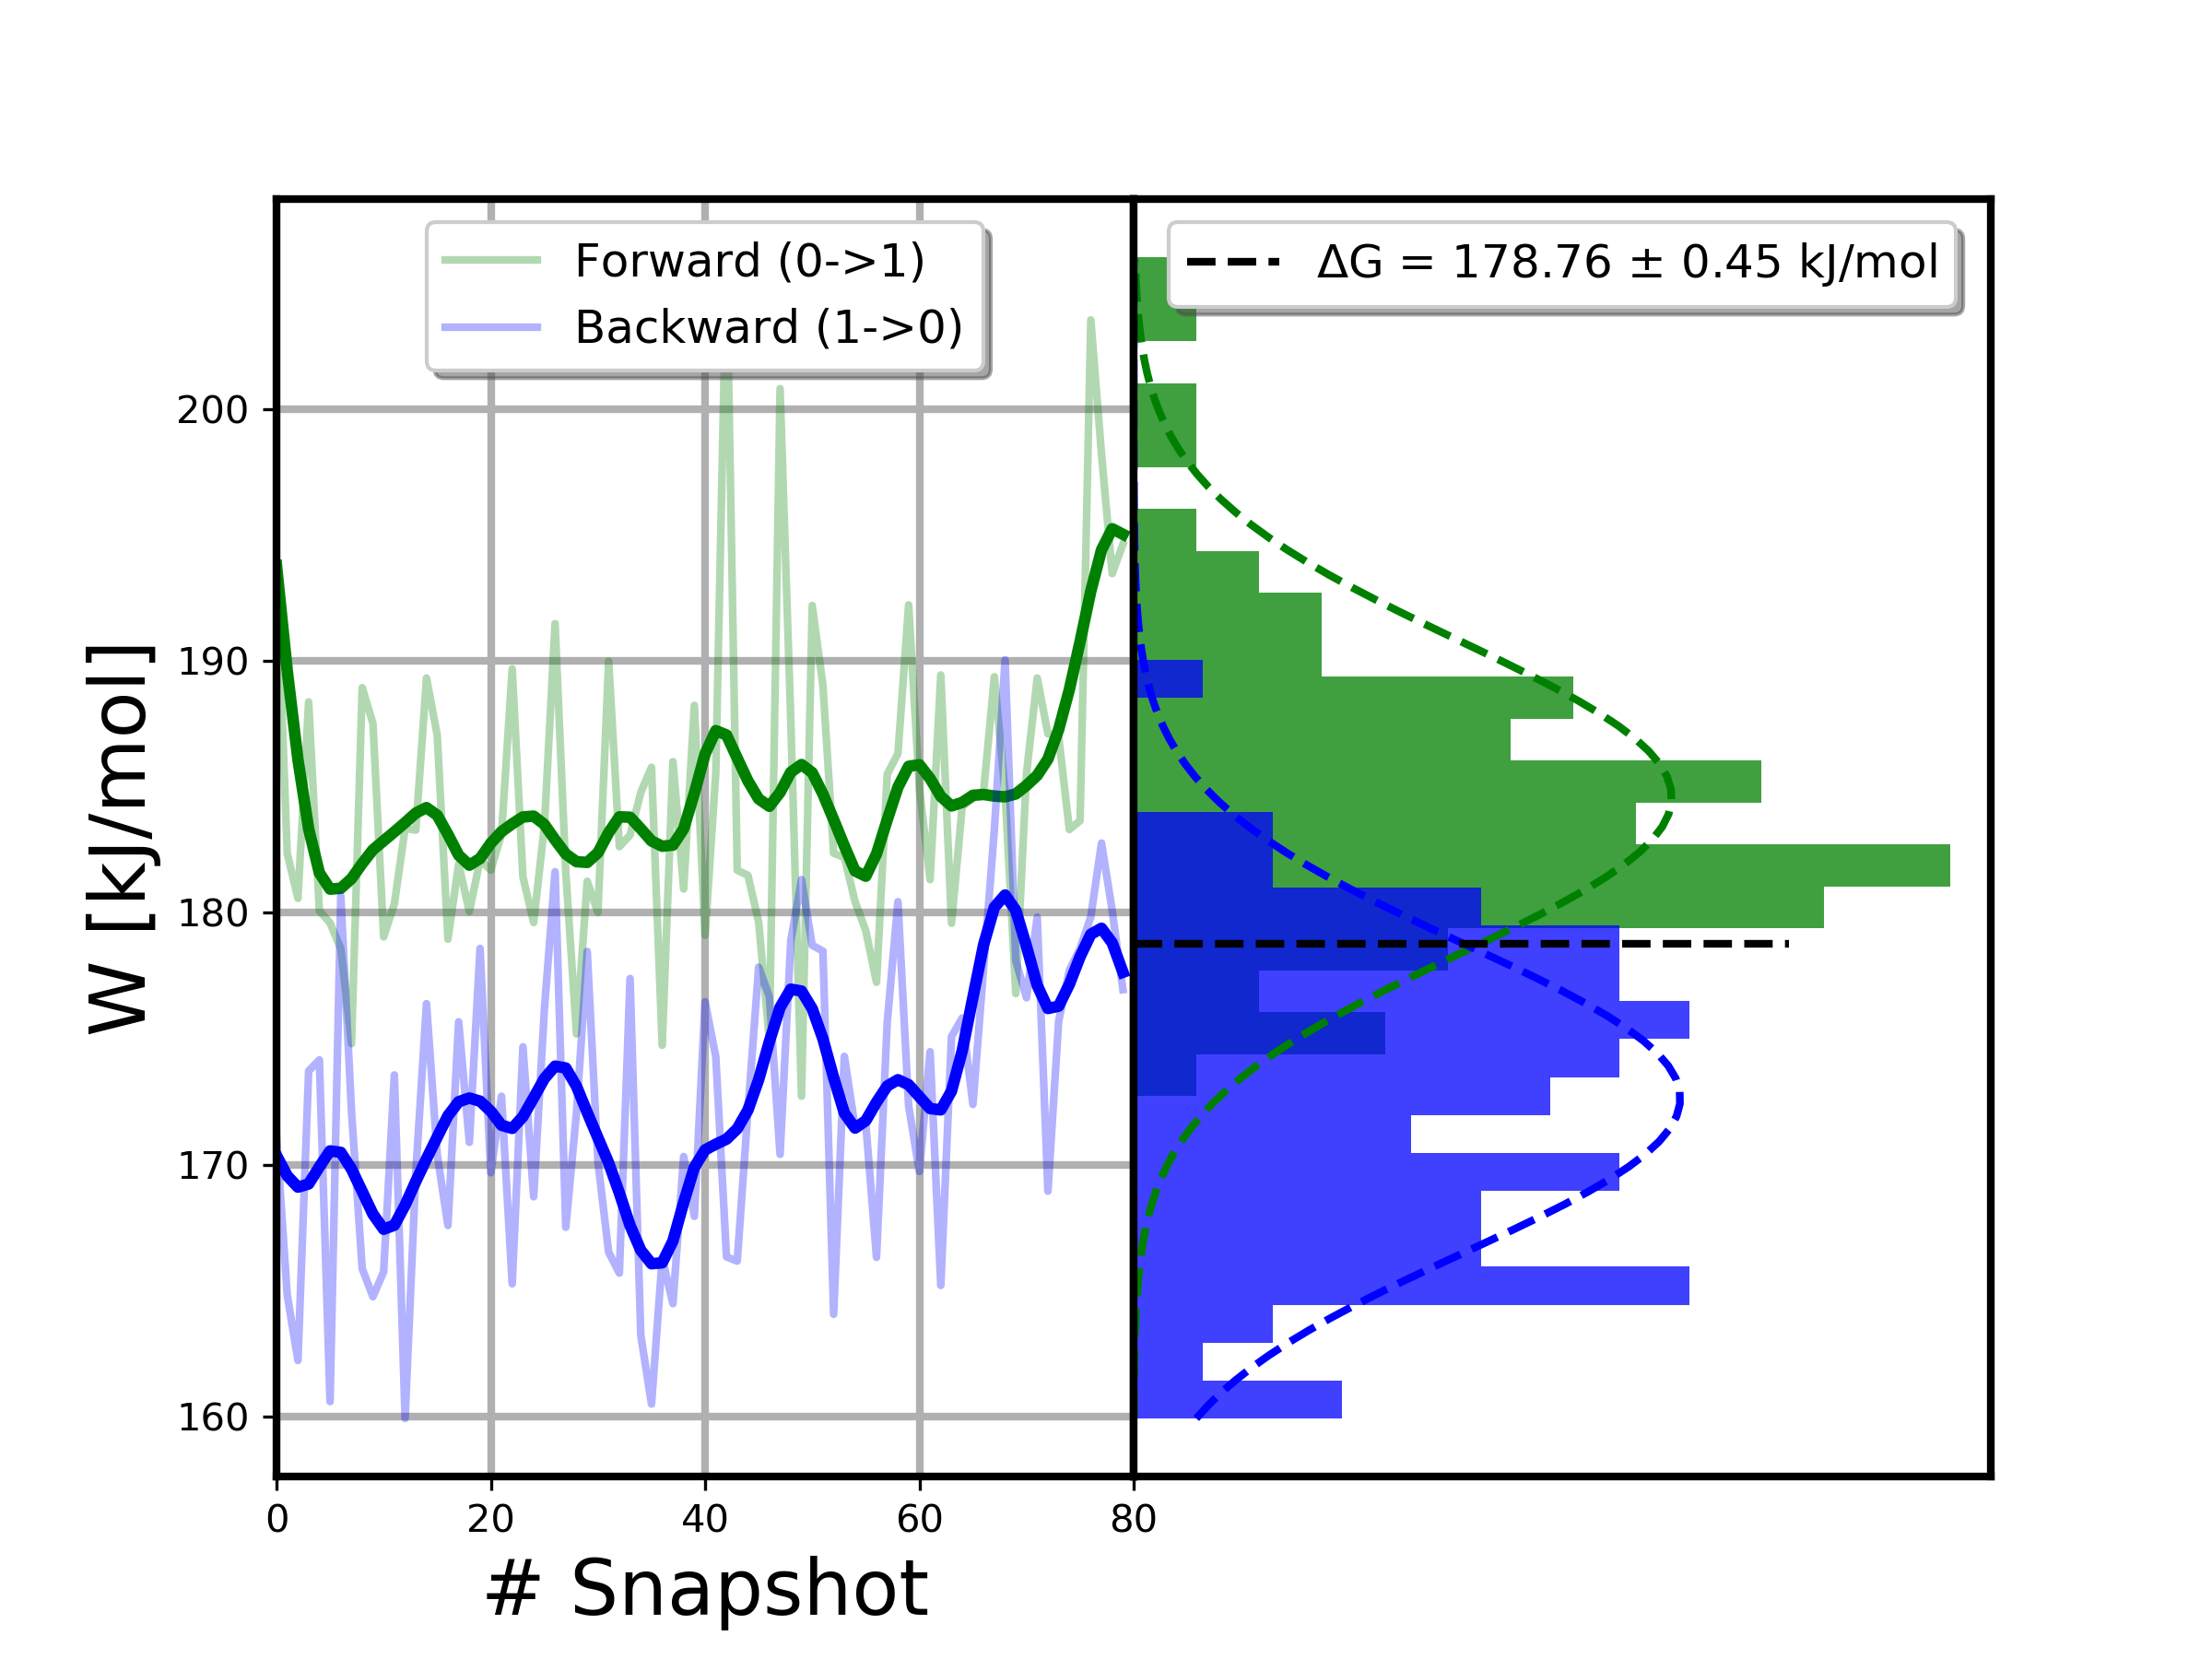 Forward (0->1)
Backward (1->0)
ΔG = 178.76 ± 0.45 kJ/mol
W [kJ/mol]
200
190
180
170
160
0 20 40 60 80
# Snapshot